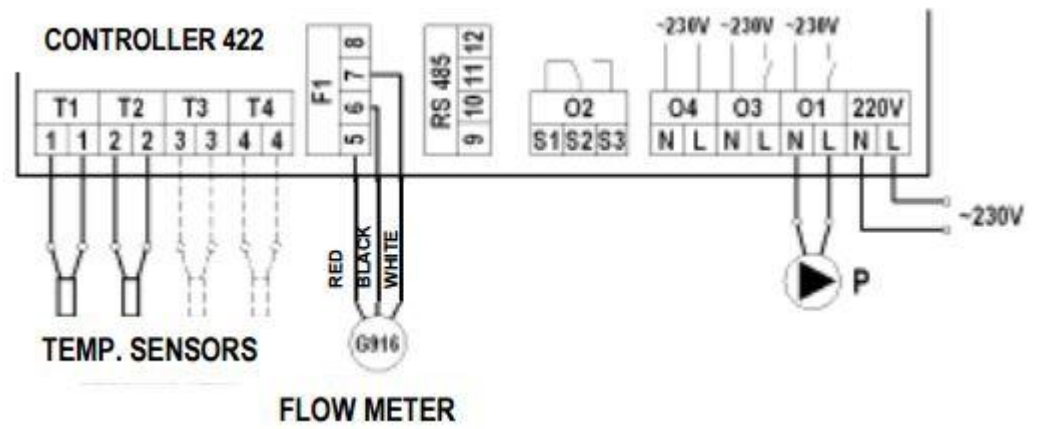 CONTROLLER 422
T1 T2 T3 T4
1 1 2 2 3 3 4 4
F1
8
7
6
5
RS 485
12
11
10
9
O2
S1 S2 S3
~230V ~230V ~230V
O4 O3 O1 220V
N L N L N L N L
~230V
P
RED
BLACK
WHITE
G916
TEMP. SENSORS
FLOW METER